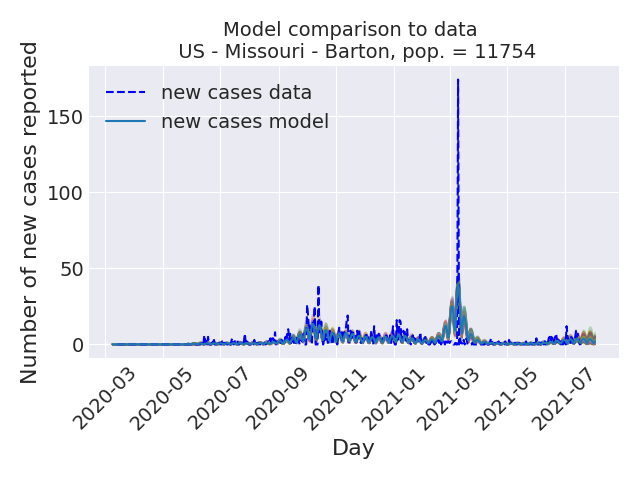 Model comparison to data
US - Missouri - Barton, pop. = 11754
new cases data
new cases model
Number of new cases reported
150
100
50
0
2020-03
2020-05
2020-07
2020-09
2020-11
2021-01
2021-03
2021-05
2021-07
Day